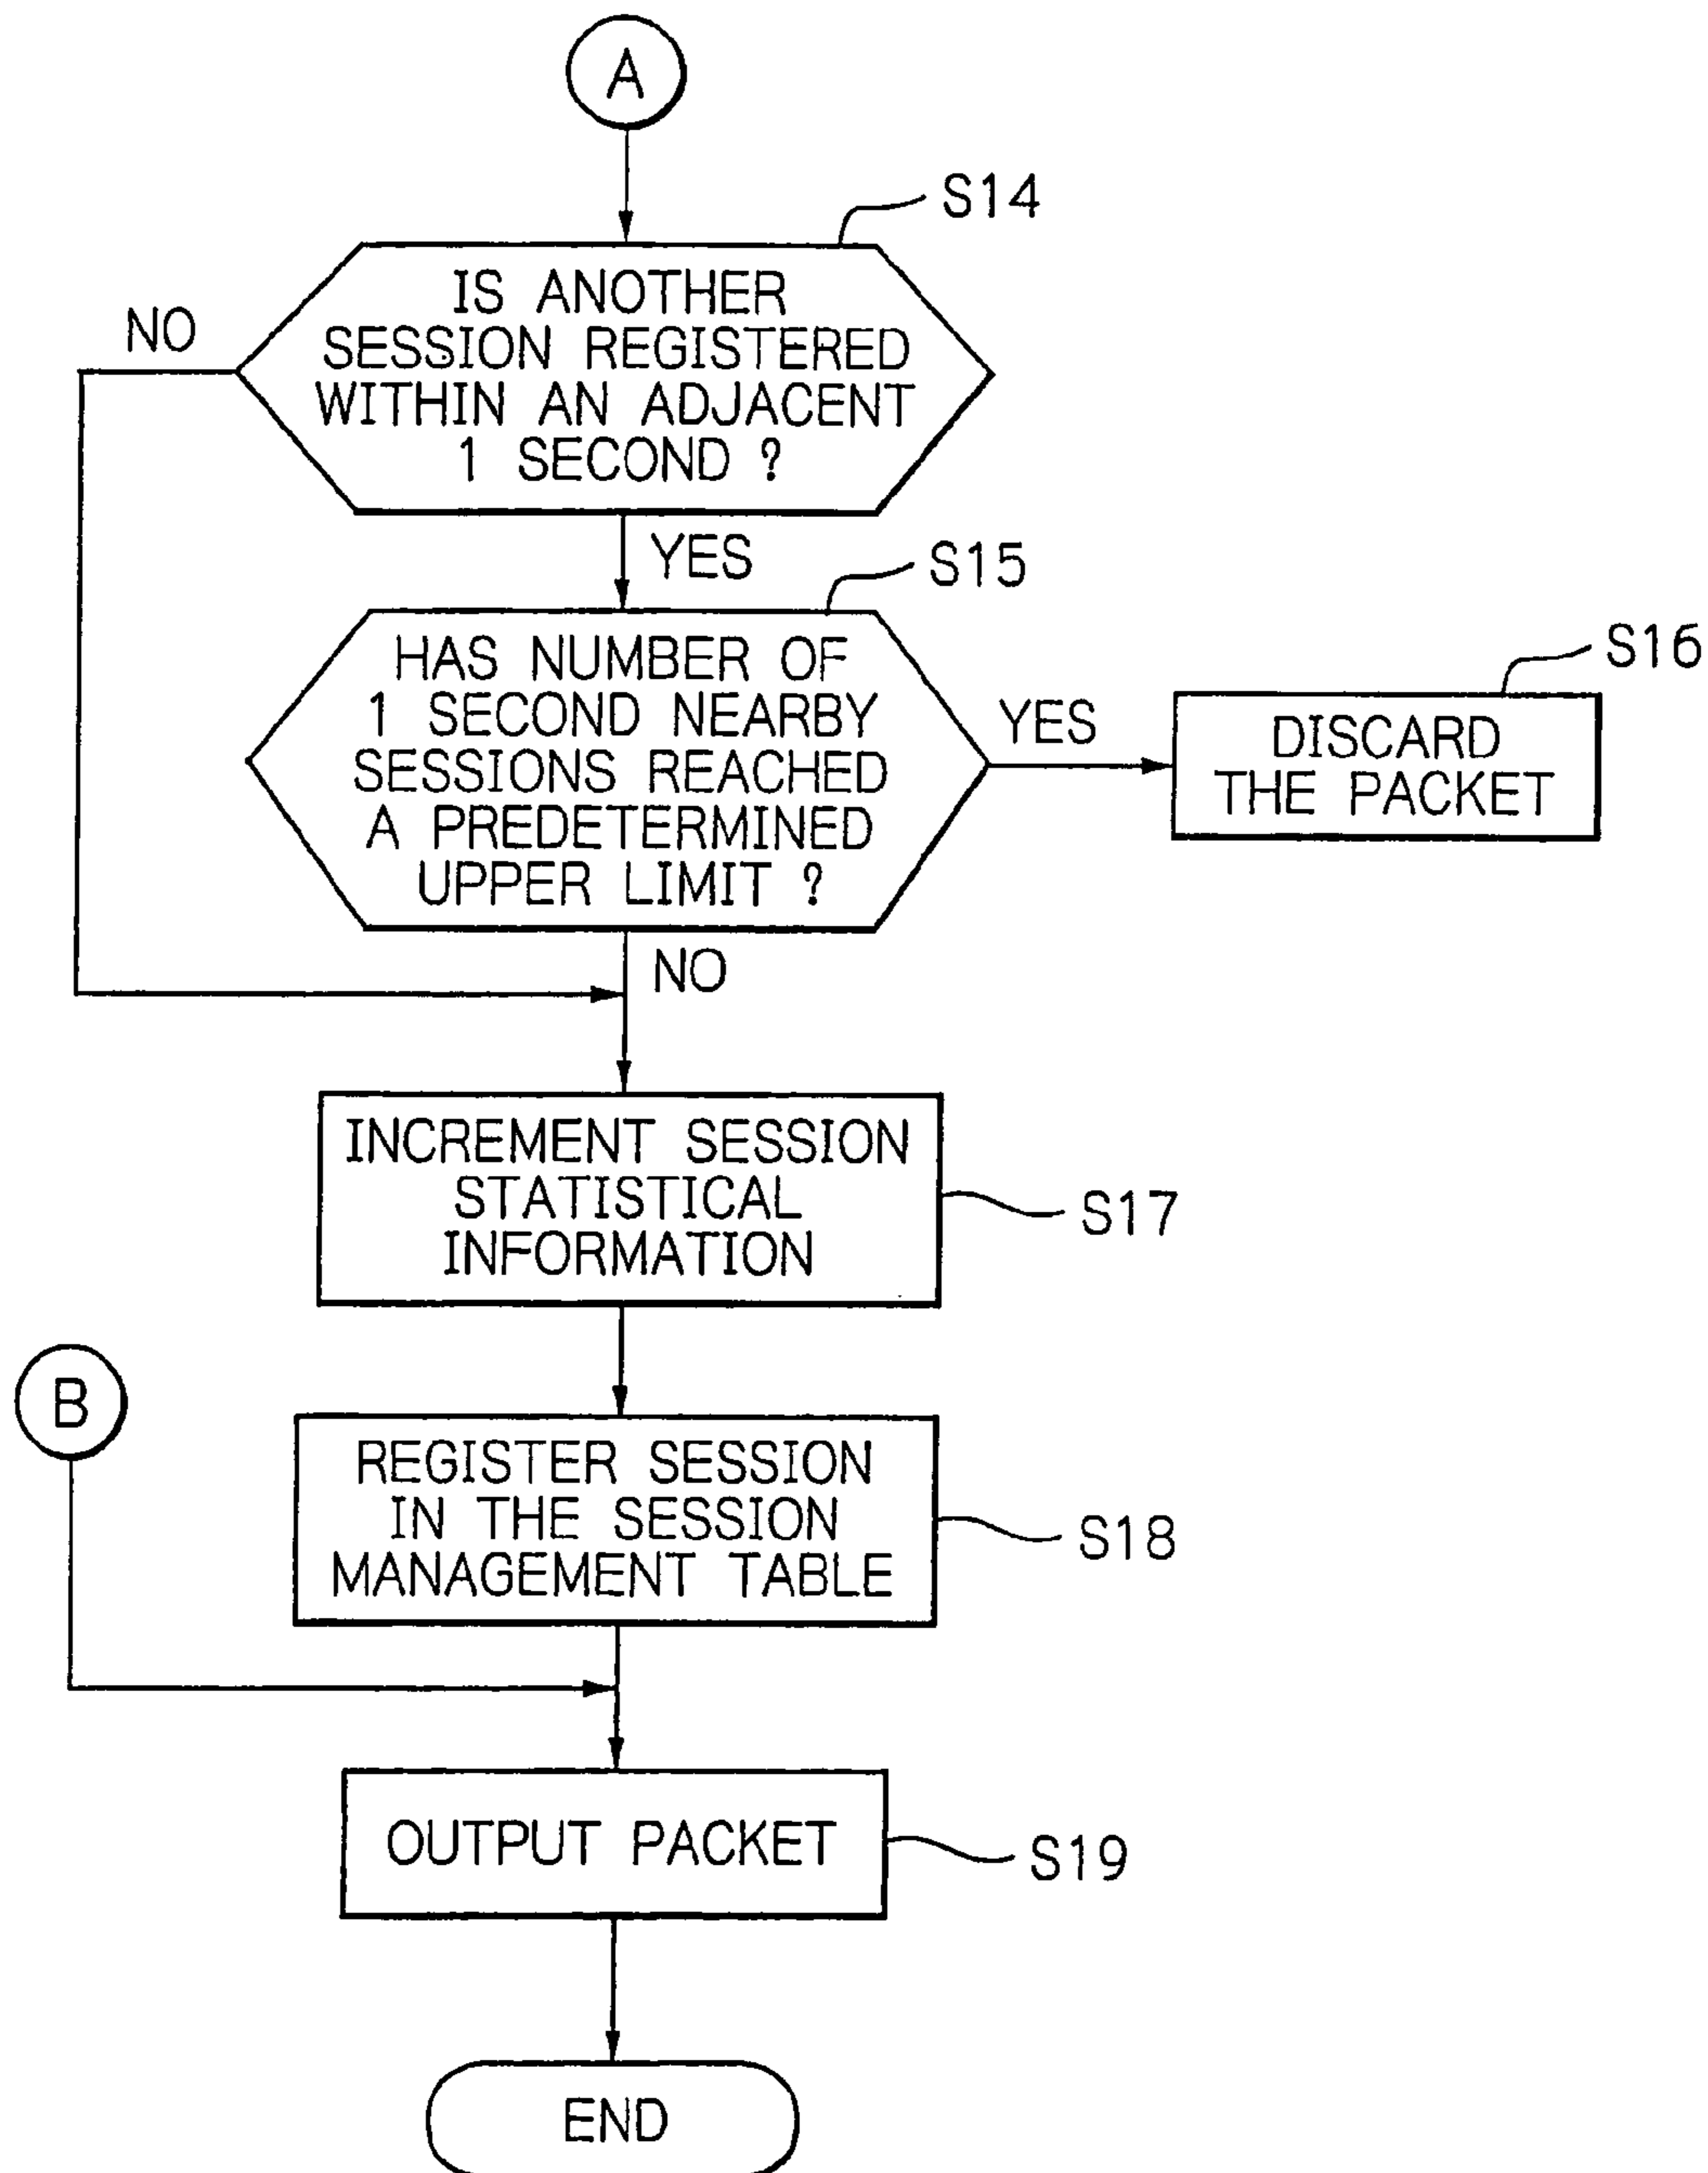 A
S14
IS ANOTHER
SESSION REGISTERED
WITHIN AN ADJACENT
1 SECOND ?
NO
YES
S15
HAS NUMBER OF
1 SECOND NEARBY
SESSIONS REACHED
A PREDETERMINED
UPPER LIMIT ?
YES
S16
DISCARD
THE PACKET
NO
INCREMENT SESSION
STATISTICAL
INFORMATION
S17
B
REGISTER SESSION
IN THE SESSION
MANAGEMENT TABLE
S18
OUTPUT PACKET
S19
END